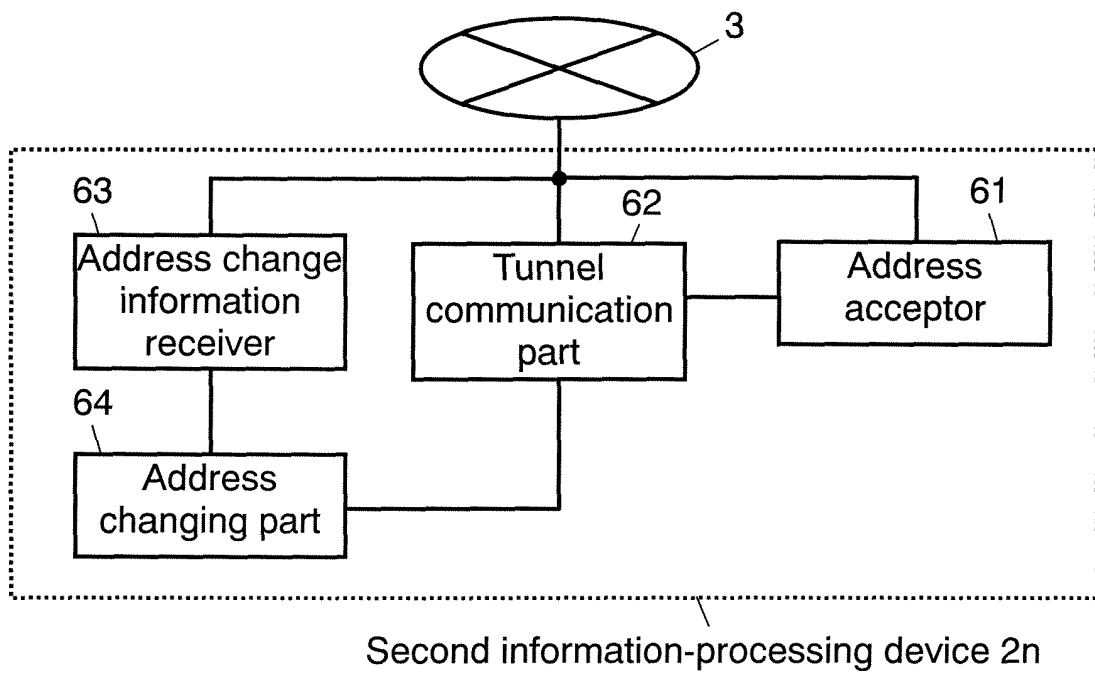 3
63
Address change
information
receiver
62
Tunnel
communication
part
61
Address
acceptor
64
Address
changing part
Second information-processing device 2n